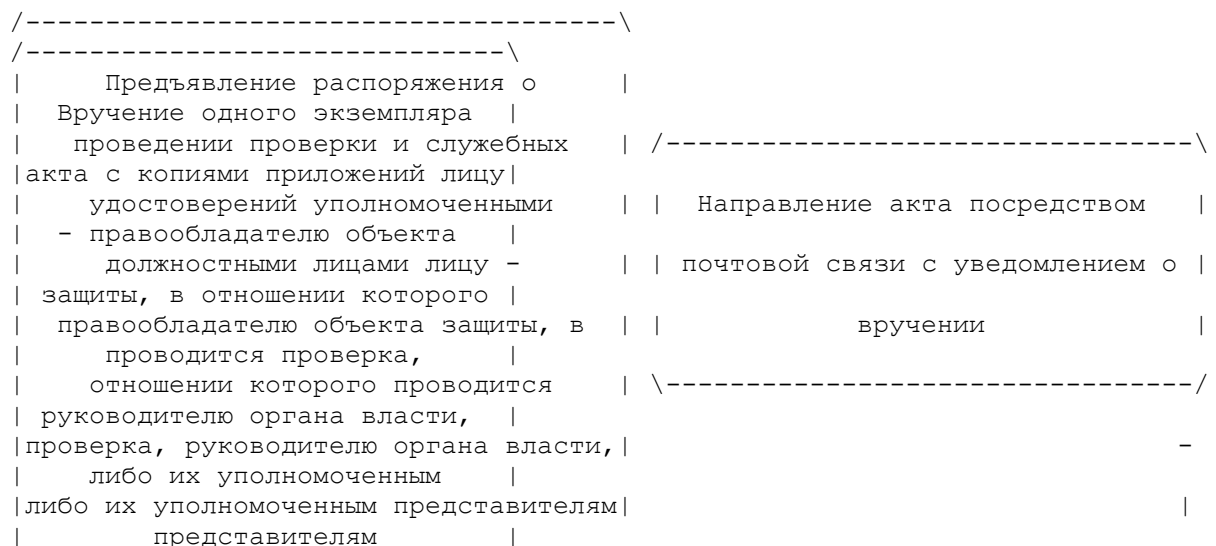 /-------------------------------------\
/------------------------------\
|     Предъявление распоряжения о     |
|  Вручение одного экземпляра  |
|   проведении проверки и служебных   | /---------------------------------\
|акта с копиями приложений лицу|
|    удостоверений уполномоченными    | |  Направление акта посредством   |
|  - правообладателю объекта   |
|     должностными лицами лицу -      | | почтовой связи с уведомлением о |
| защиты, в отношении которого |
|  правообладателю объекта защиты, в  | |            вручении             |
|     проводится проверка,     |
|    отношении которого проводится    | \---------------------------------/
| руководителю органа власти,  |
|проверка, руководителю органа власти,|                                  -
|    либо их уполномоченным    |
|либо их уполномоченным представителям|                                  |
|        представителям        |